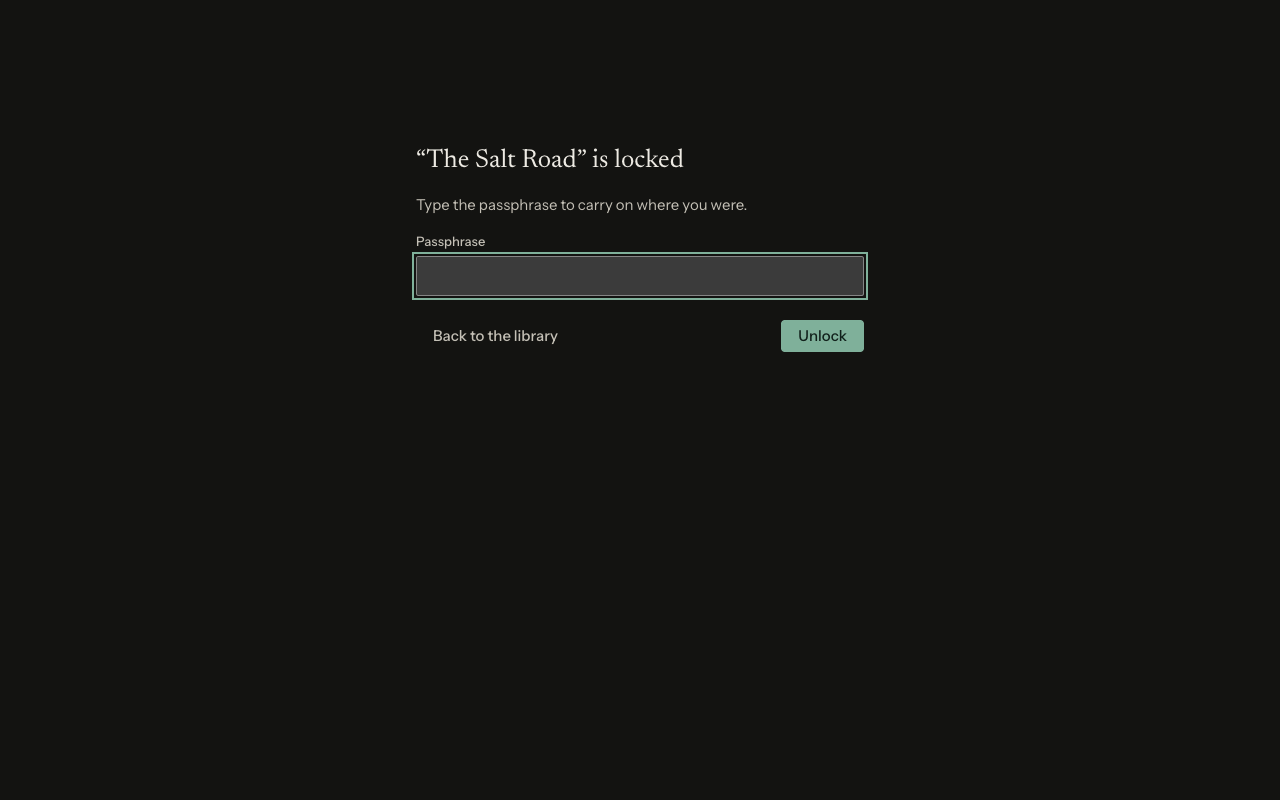 “The Salt Road” is locked
Type the passphrase to carry on where you were.
Passphrase
Back to the library
Unlock